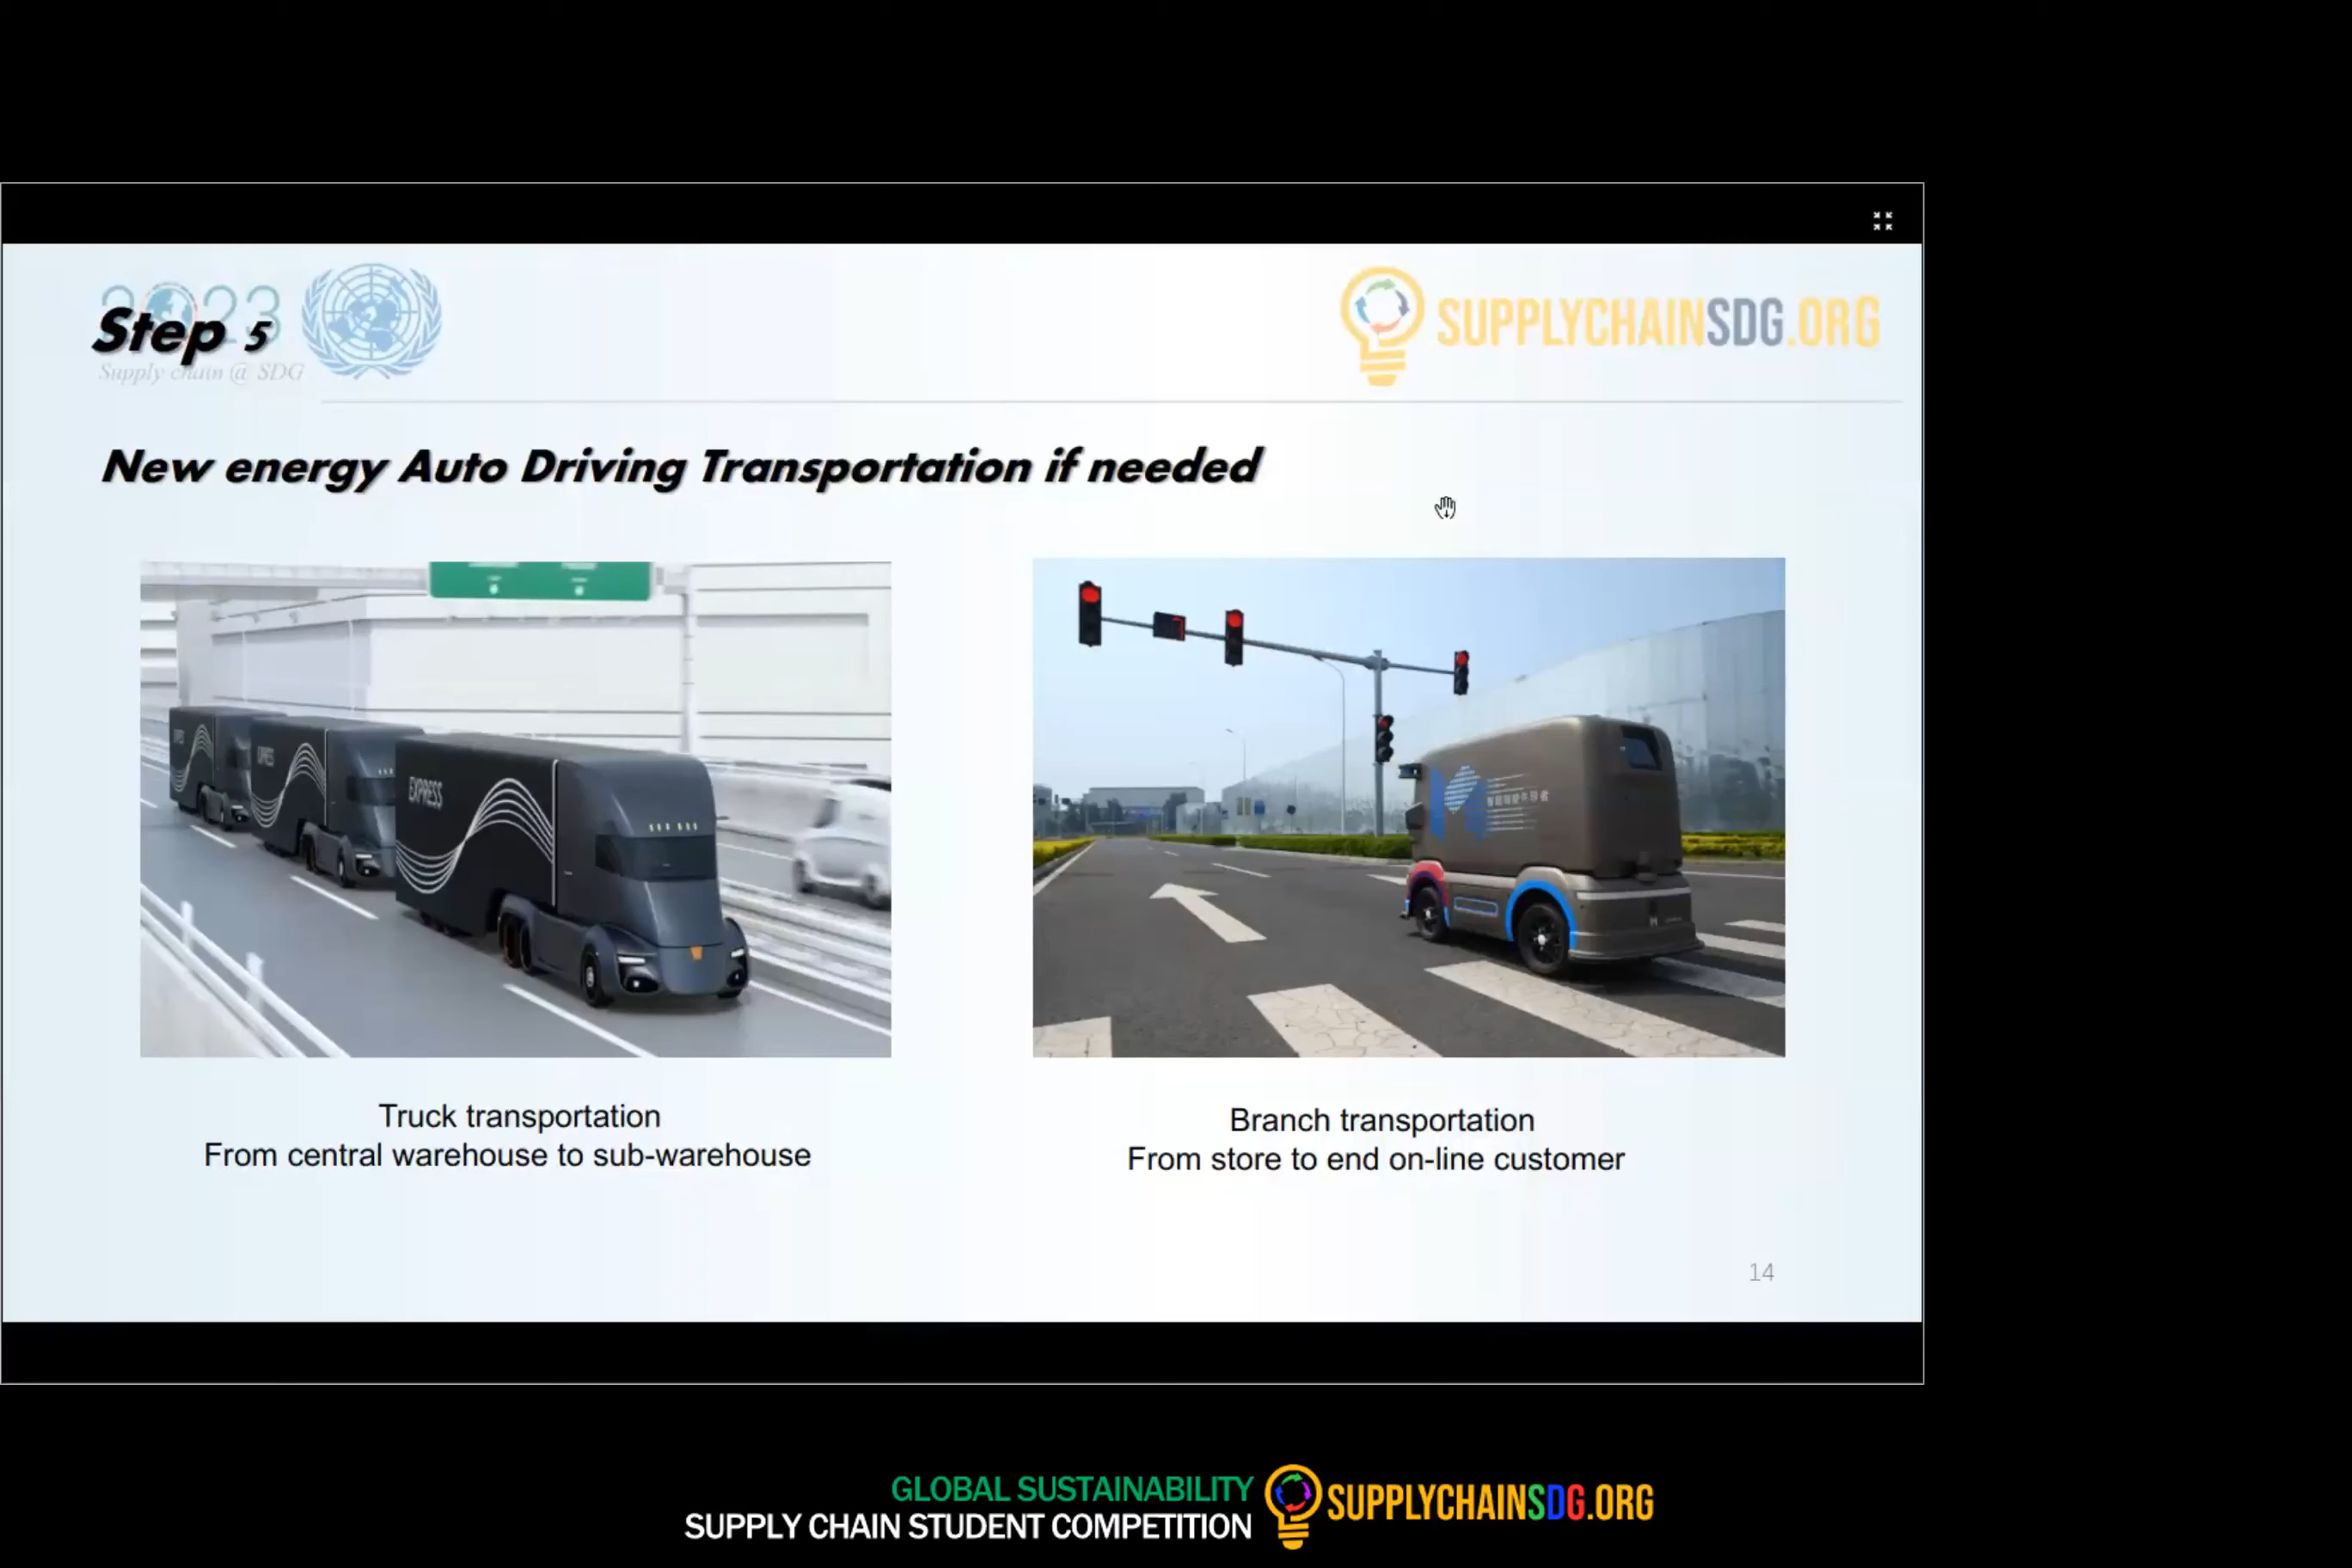 2023
Step 5
Supply chain @ SDG
SUPPLYCHAINSDG.ORG
New energy Auto Driving Transportation if needed
EXPRESS
EXPRESS
Truck transportation
From central warehouse to sub-warehouse
Branch transportation
From store to end on-line customer
14
GLOBAL SUSTAINABILITY
SUPPLY CHAIN STUDENT COMPETITION
SUPPLYCHAINSDG.ORG